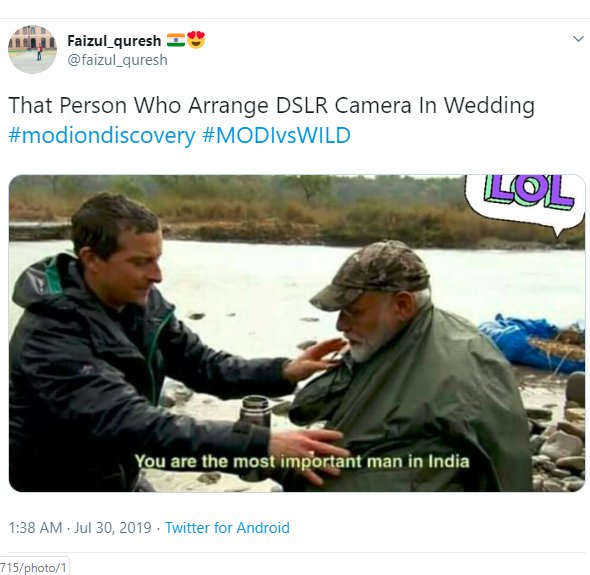 Faizul_quresh
@faizul_quresh
That Person Who Arrange DSLR Camera In Wedding
#modiondiscovery #MODIvsWILD
LOL
You are the most important man in India
1:38 AM · Jul 30, 2019 · Twitter for Android
715/photo/1